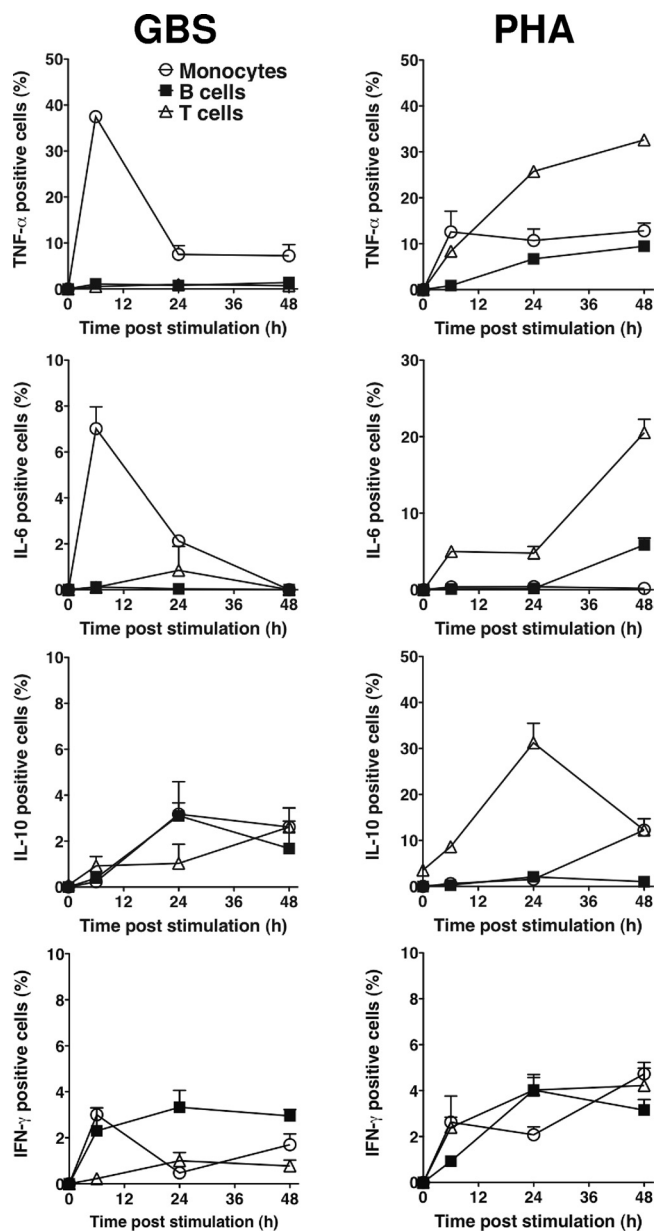 GBS PHA
Monocytes
B cells
T cells
TNF-α positive cells (%)
50
40
30
20
10
0
0 12 24 36 48
Time post stimulation (h)
TNF-α positive cells (%)
50
40
30
20
10
0
0 12 24 36 48
Time post stimulation (h)
IL-6 positive cells (%)
10
8
6
4
2
0
0 12 24 36 48
Time post stimulation (h)
IL-6 positive cells (%)
30
20
10
0
0 12 24 36 48
Time post stimulation (h)
IL-10 positive cells (%)
10
8
6
4
2
0
0 12 24 36 48
Time post stimulation (h)
IL-10 positive cells (%)
50
40
30
20
10
0
0 12 24 36 48
Time post stimulation (h)
IFN-γ positive cells (%)
10
8
6
4
2
0
0 12 24 36 48
Time post stimulation (h)
IFN-γ positive cells (%)
10
8
6
4
2
0
0 12 24 36 48
Time post stimulation (h)